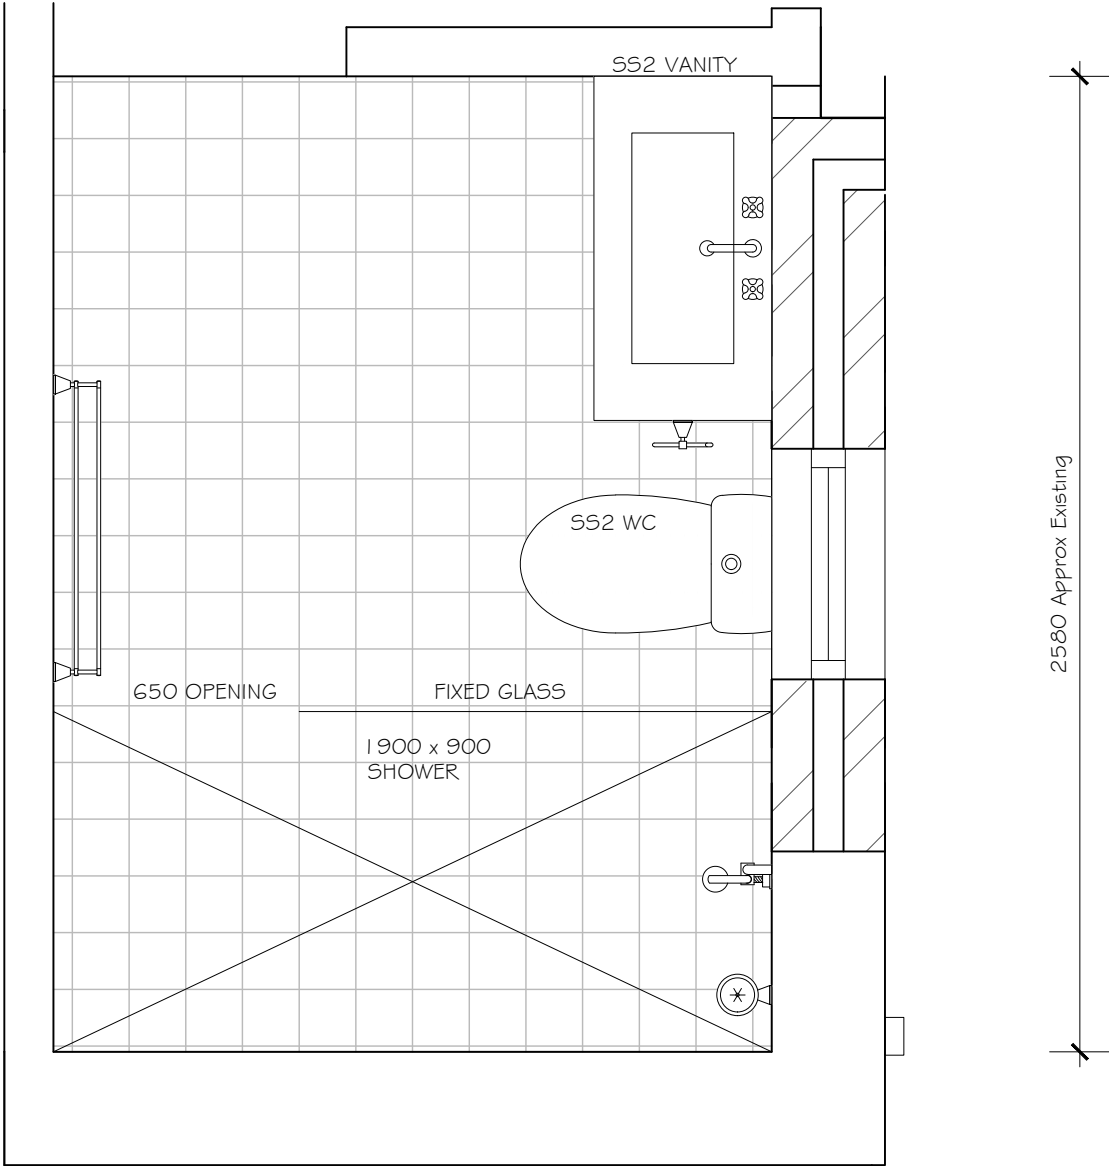 SS2 VANITY
SS2 WC
2580 Approx Existing
650 OPENING
FIXED GLASS
1900 x 900
SHOWER